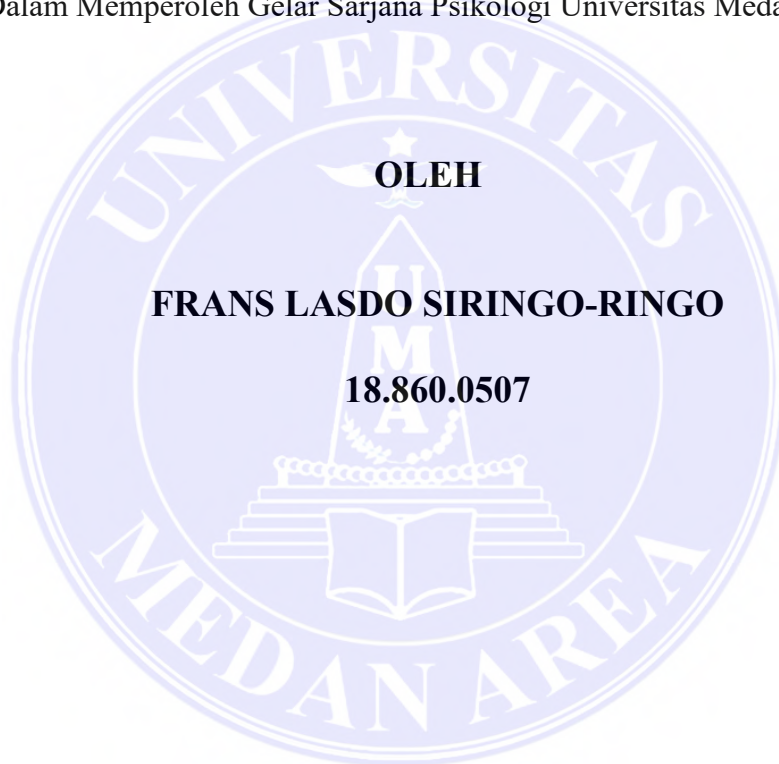 Dalam Memperoleh Gelar Sarjana Psikologi Universitas Meda
UNIVERSITAS
OLEH
U
FRANS LASDO SIRINGO-RINGO
M
18.860.0507
A
MEDAN AREA